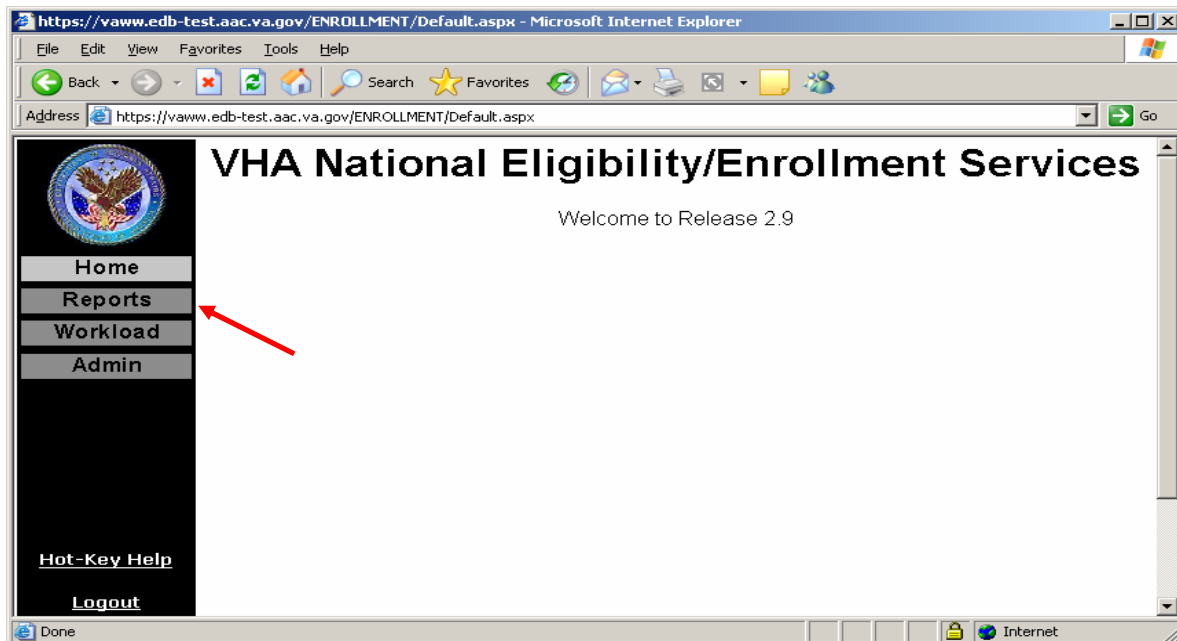 https://vaww.edb-test.aac.va.gov/ENROLLMENT/Default.aspx - Microsoft Internet Explorer
File Edit View Favorites Tools Help
Back Search Favorites
Address https://vaww.edb-test.aac.va.gov/ENROLLMENT/Default.aspx Go
VHA National Eligibility/Enrollment Services
Welcome to Release 2.9
Home
Reports
Workload
Admin
Hot-Key Help
Logout
Done Internet